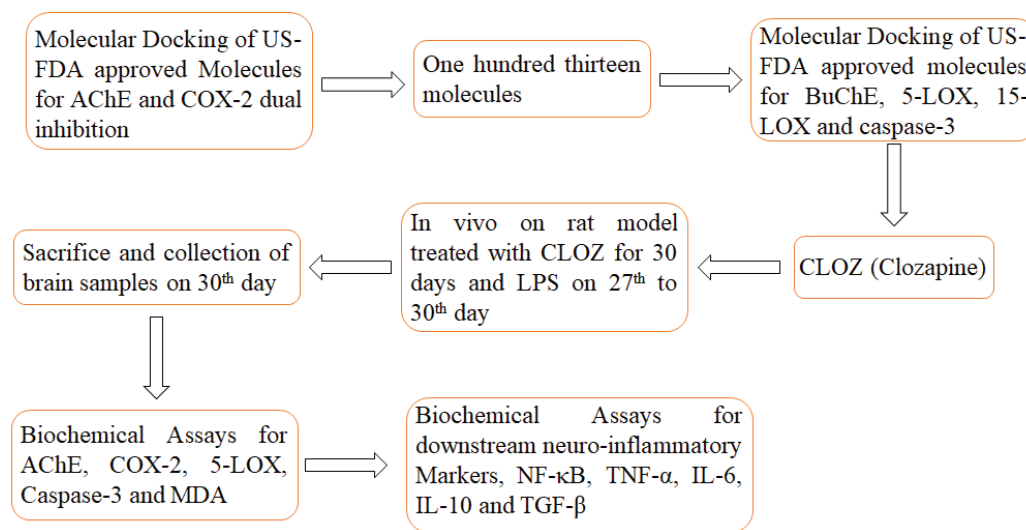 Molecular Docking of US-
FDA approved Molecules
for AChE and COX-2 dual
inhibition
One hundred thirteen
molecules
Molecular Docking of US-
FDA approved molecules
for BuChE, 5-LOX, 15-
LOX and caspase-3
CLOZ (Clozapine)
In vivo on rat model
treated with CLOZ for 30
days and LPS on 27th to
30th day
Sacrifice and collection of
brain samples on 30th day
Biochemical Assays for
AChE, COX-2, 5-LOX,
Caspase-3 and MDA
Biochemical Assays for
downstream neuro-inflammatory
Markers, NF-κB, TNF-α, IL-6,
IL-10 and TGF-β